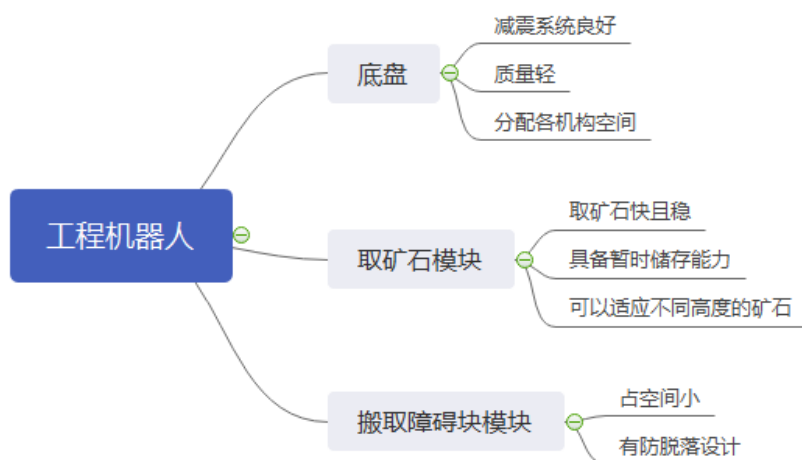 工程机器人
底盘
减震系统良好
质量轻
分配各机构空间
取矿石模块
取矿石快且稳
具备暂时储存能力
可以适应不同高度的矿石
搬取障碍块模块
占空间小
有防脱落设计